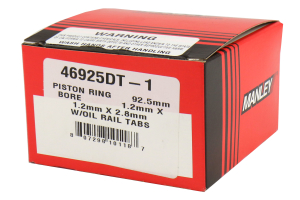 WARNING
WASH HANDS AFTER HANDLING
46925DT-1
PISTON RING 92.5mm
BORE 1.2mm X
1.2mm X 2.8mm
W/OIL RAIL TABS
MANLEY